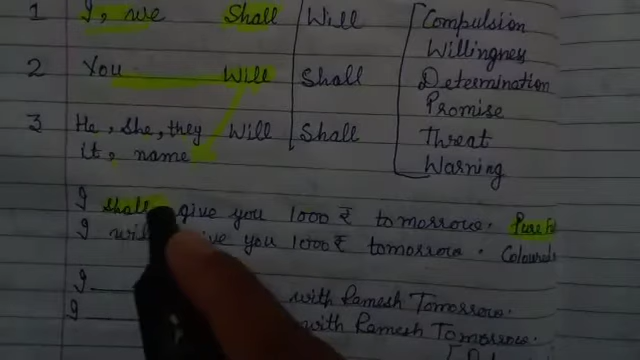 1 I, we Shall Will Compulsion
Willingness
2 You Will Shall Determination
Promise
3 He, She, they Will Shall Threat
it, name Warning
I shall give you 1000 ₹ tomorrow. Pure
I you 1000 ₹ tomorrow. Coloured
I with Ramesh Tomorrow.
I with Ramesh Tomorrow.